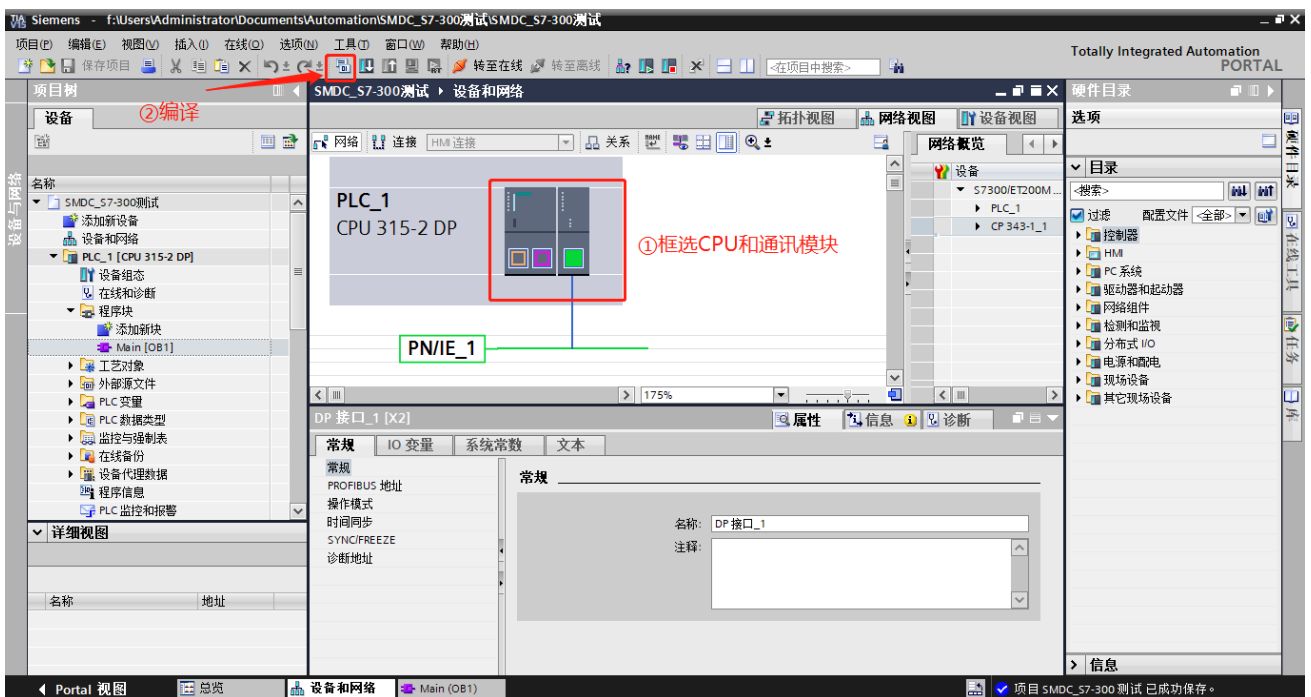 Siemens - f:\Users\Administrator\Documents\Automation\SMDC_S7-300测试\SMDC_S7-300测试
项目(P) 编辑(E) 视图(V) 插入(I) 在线(O) 选项(N) 工具(T) 窗口(W) 帮助(H)
Totally Integrated Automation
PORTAL
保存项目
转至在线
转至离线
<在项目中搜索>
项目树
②编译
设备
名称
SMDC_S7-300测试
添加新设备
设备和网络
PLC_1 [CPU 315-2 DP]
设备组态
在线和诊断
程序块
添加新块
Main [OB1]
工艺对象
外部源文件
PLC 变量
PLC 数据类型
监控与强制表
在线备份
设备代理数据
程序信息
PLC 监控和报警
详细视图
名称 地址
设备与网络
SMDC_S7-300测试 ▸ 设备和网络
拓扑视图 网络视图 设备视图
网络 连接 HMI 连接 关系
PLC_1
CPU 315-2 DP
①框选CPU和通讯模块
PN/IE_1
175%
网络概览
设备
S7300/ET200M...
PLC_1
CP 343-1_1
DP 接口_1 [X2]
属性 信息 诊断
常规 IO 变量 系统常数 文本
常规
PROFIBUS 地址
操作模式
时间同步
SYNC/FREEZE
诊断地址
常规
名称: DP 接口_1
注释:
硬件目录
选项
目录
<搜索>
过滤 配置文件 <全部>
控制器
HMI
PC 系统
驱动器和起动器
网络组件
检测和监视
分布式 I/O
电源和配电
现场设备
其它现场设备
信息
硬件目录
在线工具
任务
库
Portal 视图 总览 设备和网络 Main (OB1)
项目 SMDC_S7-300 测试 已成功保存。